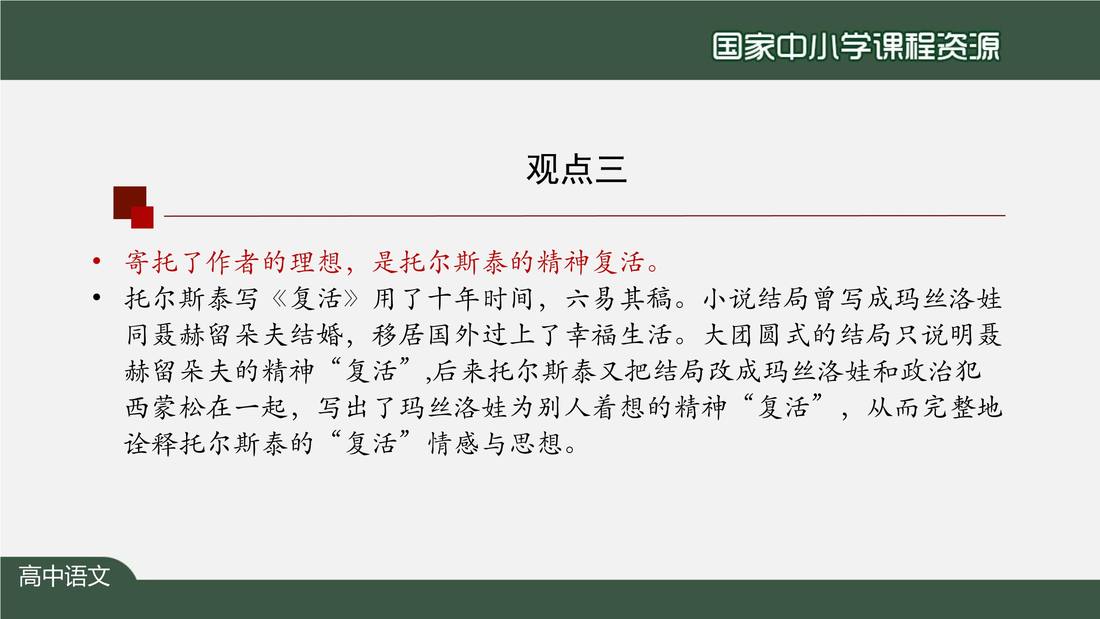 国家中小学课程资源
观点三
• 寄托了作者的理想，是托尔斯泰的精神复活。
• 托尔斯泰写《复活》用了十年时间，六易其稿。小说结局曾写成玛丝洛娃
同聂赫留朵夫结婚，移居国外过上了幸福生活。大团圆式的结局只说明聂
赫留朵夫的精神“复活”,后来托尔斯泰又把结局改成玛丝洛娃和政治犯
西蒙松在一起，写出了玛丝洛娃为别人着想的精神“复活”，从而完整地
诠释托尔斯泰的“复活”情感与思想。
高中语文